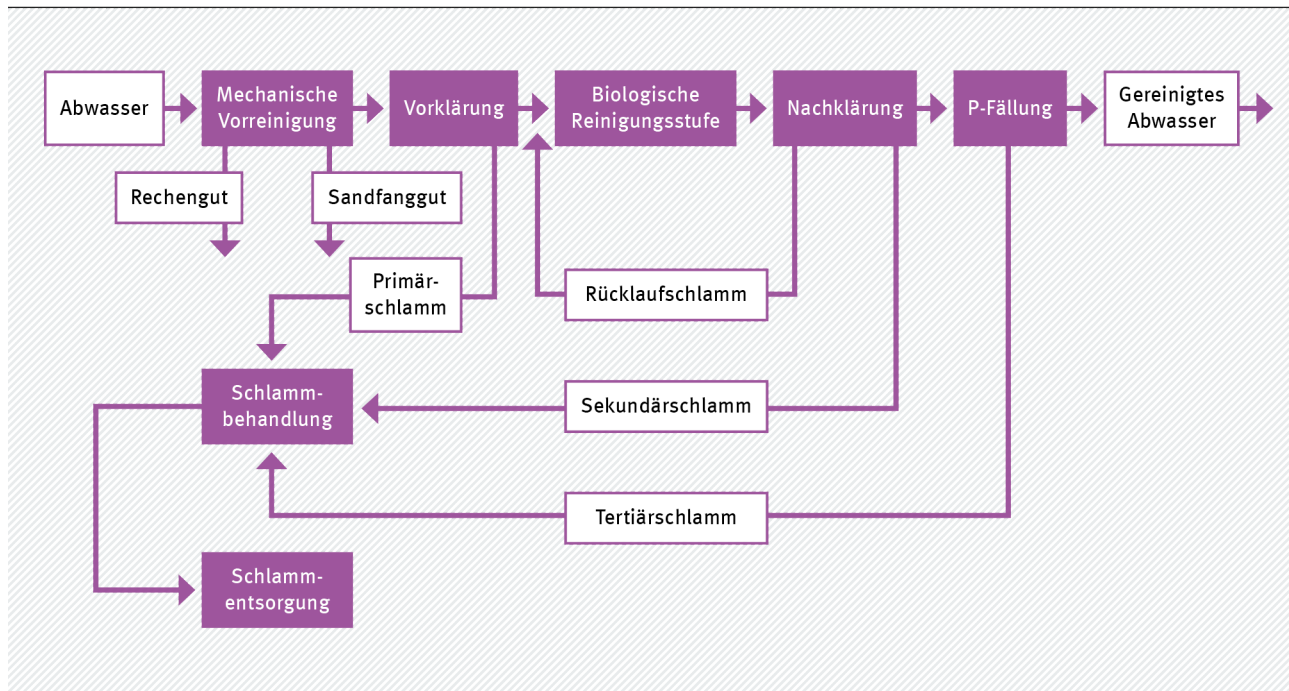 Abwasser
Mechanische
Vorreinigung
Vorklärung
Biologische
Reinigungsstufe
Nachklärung
P-Fällung
Gereinigtes
Abwasser
Rechengut
Sandfanggut
Primär-
schlamm
Rücklaufschlamm
Schlamm-
behandlung
Sekundärschlamm
Tertiärschlamm
Schlamm-
entsorgung